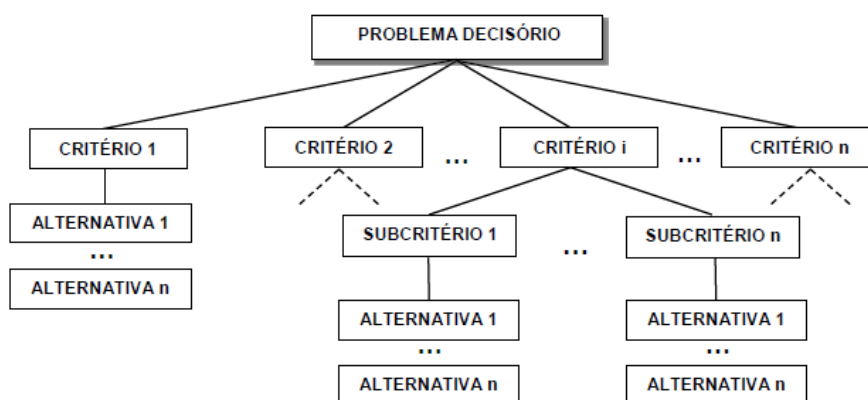 PROBLEMA DECISÓRIO
CRITÉRIO 1
CRITÉRIO 2
...
CRITÉRIO i
...
CRITÉRIO n
ALTERNATIVA 1
...
ALTERNATIVA n
SUBCRITÉRIO 1
...
SUBCRITÉRIO n
ALTERNATIVA 1
...
ALTERNATIVA n
ALTERNATIVA 1
...
ALTERNATIVA n